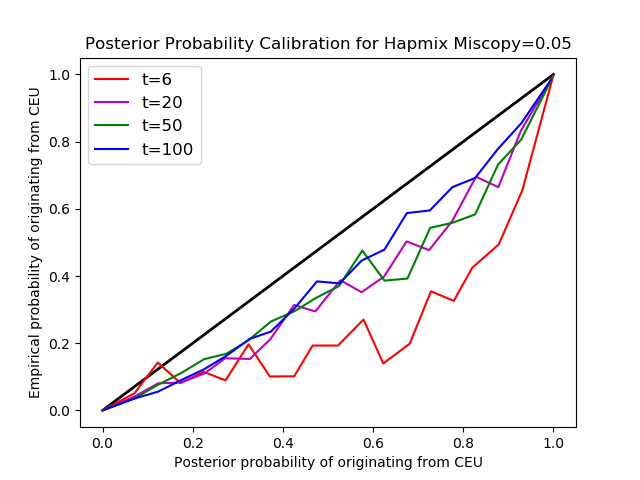 Posterior Probability Calibration for Hapmix Miscopy=0.05
t=6
t=20
t=50
t=100
Empirical probability of originating from CEU
1.0
0.8
0.6
0.4
0.2
0.0
0.0 0.2 0.4 0.6 0.8 1.0
Posterior probability of originating from CEU